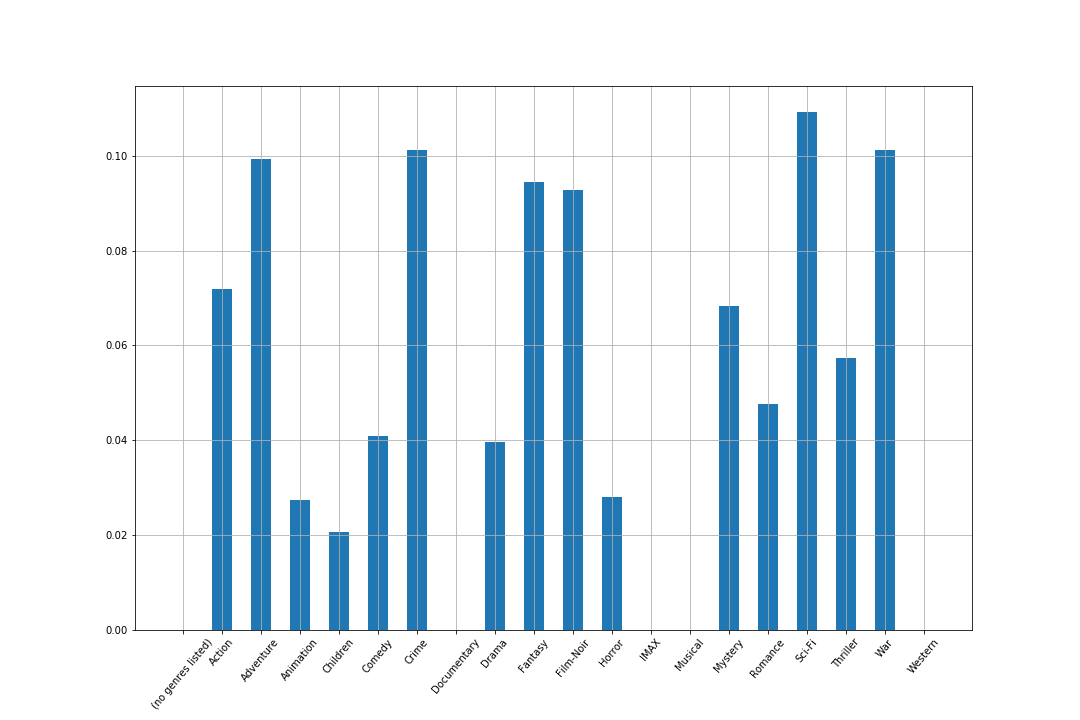 0.10
0.08
0.06
0.04
0.02
0.00
(no genres listed)
Action
Adventure
Animation
Children
Comedy
Crime
Documentary
Drama
Fantasy
Film-Noir
Horror
IMAX
Musical
Mystery
Romance
Sci-Fi
Thriller
War
Western